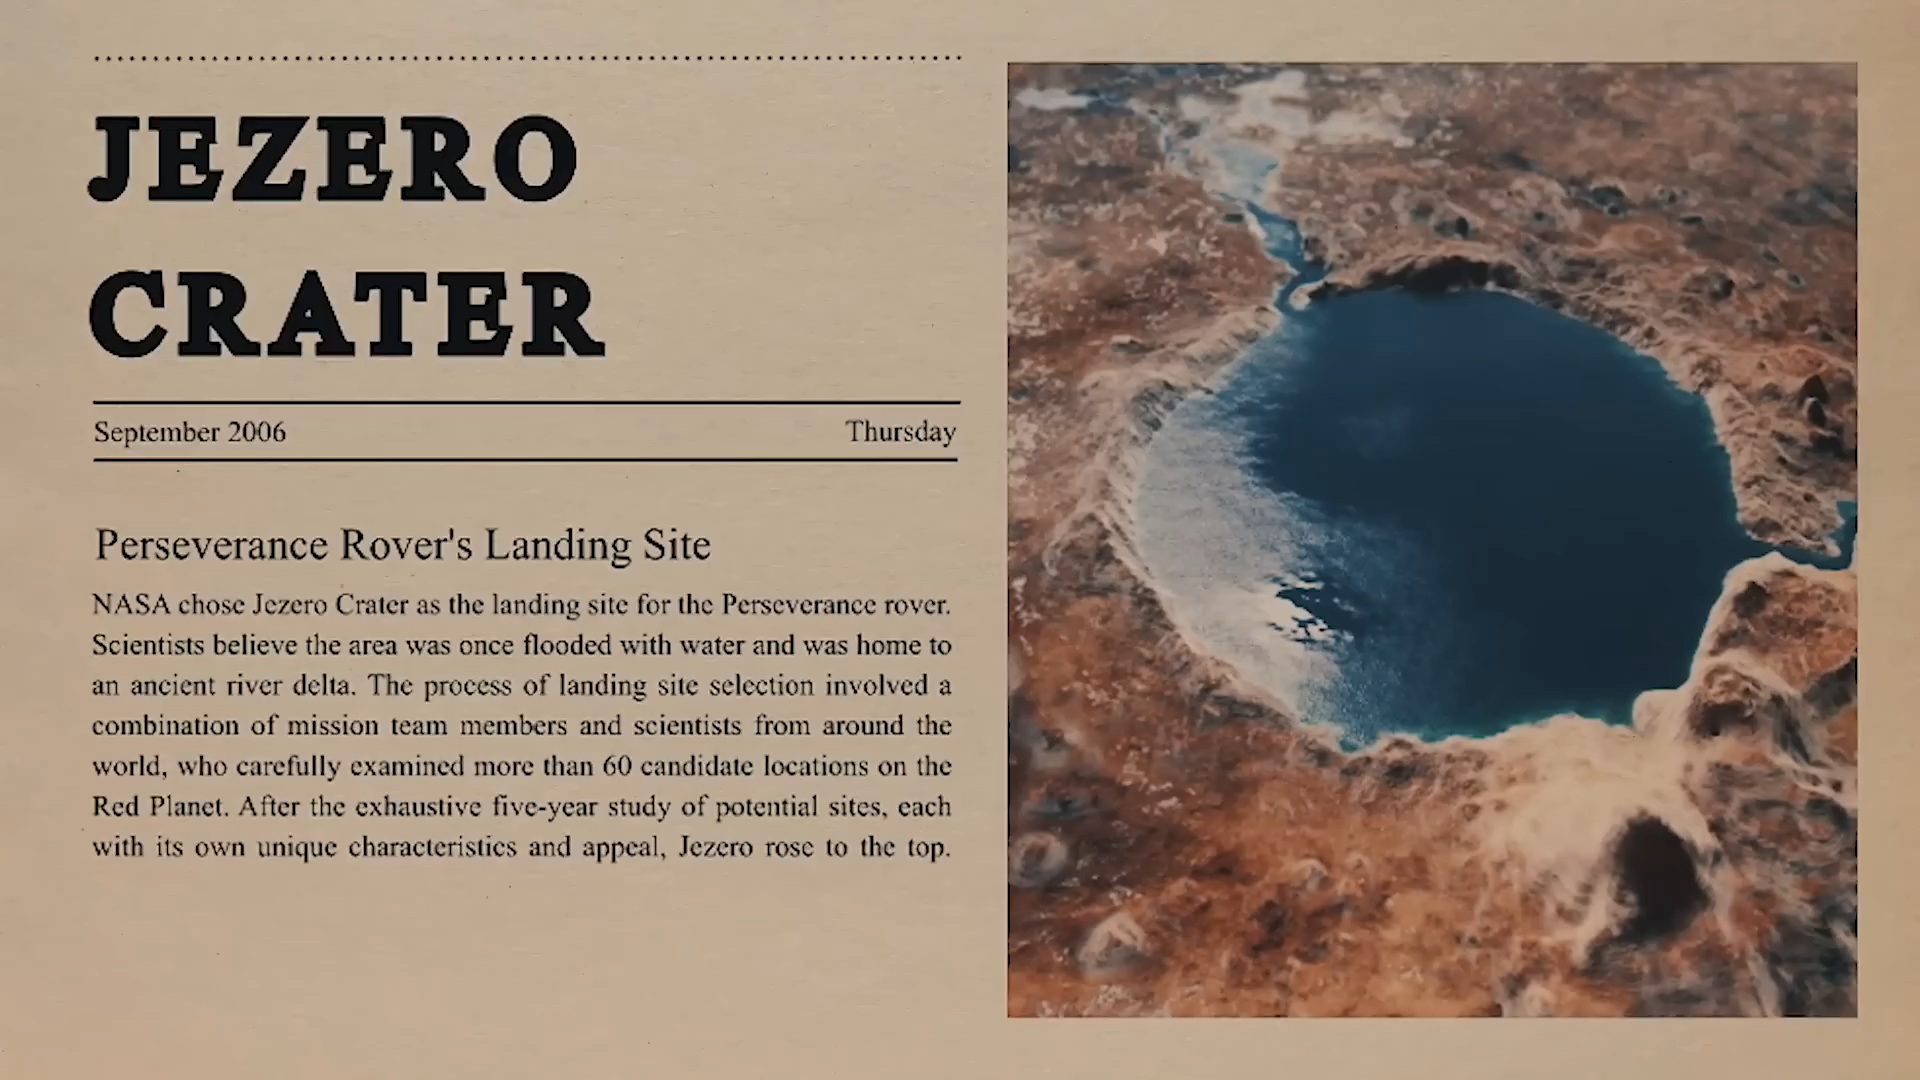 JEZERO
CRATER
September 2006 Thursday
Perseverance Rover's Landing Site
NASA chose Jezero Crater as the landing site for the Perseverance rover.
Scientists believe the area was once flooded with water and was home to
an ancient river delta. The process of landing site selection involved a
combination of mission team members and scientists from around the
world, who carefully examined more than 60 candidate locations on the
Red Planet. After the exhaustive five-year study of potential sites, each
with its own unique characteristics and appeal, Jezero rose to the top.